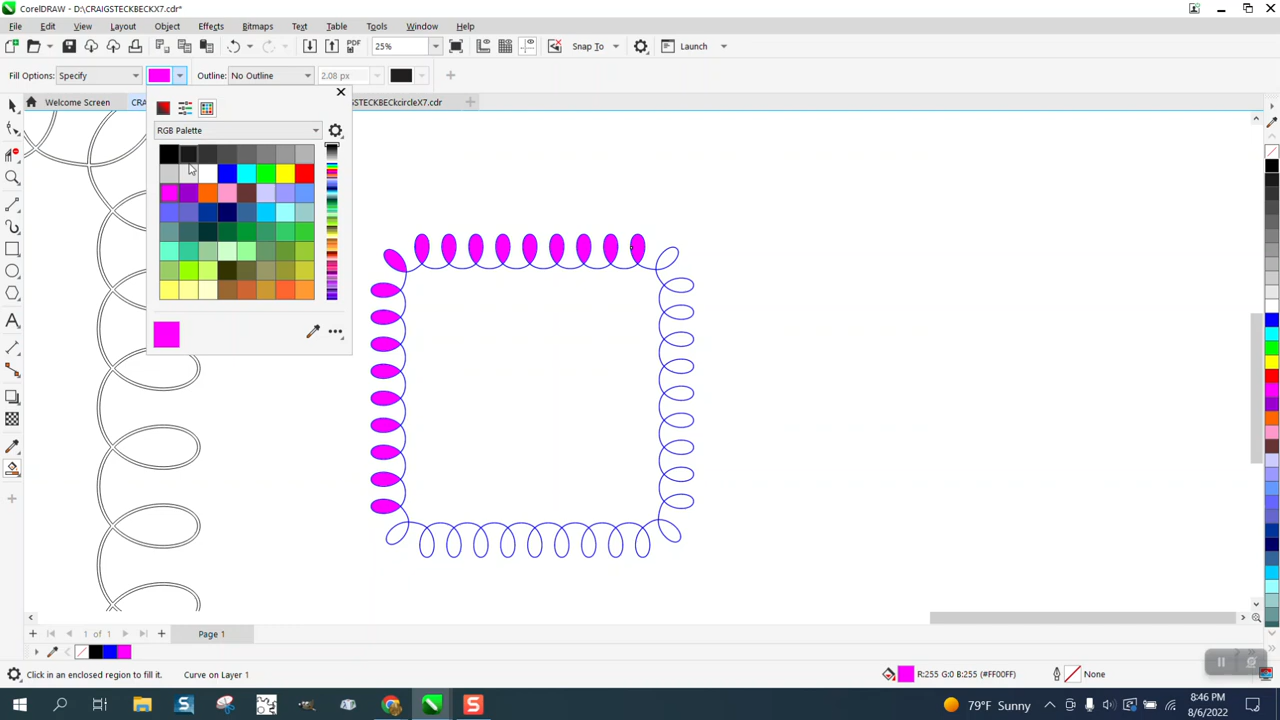 CorelDRAW - D:\CRAIGSTECKBECKX7.cdr*
File Edit View Layout Object Effects Bitmaps Text Table Tools Window Help
PDF 25% Snap To Launch
Fill Options: Specify Outline: No Outline 2.08 px
Welcome Screen CRA STECKBECkcircleX7.cdr
RGB Palette
1 of 1 Page 1
Click in an enclosed region to fill it. Curve on Layer 1 R:255 G:0 B:255 (#FF00FF) None
79°F Sunny 8:46 PM
8/6/2022